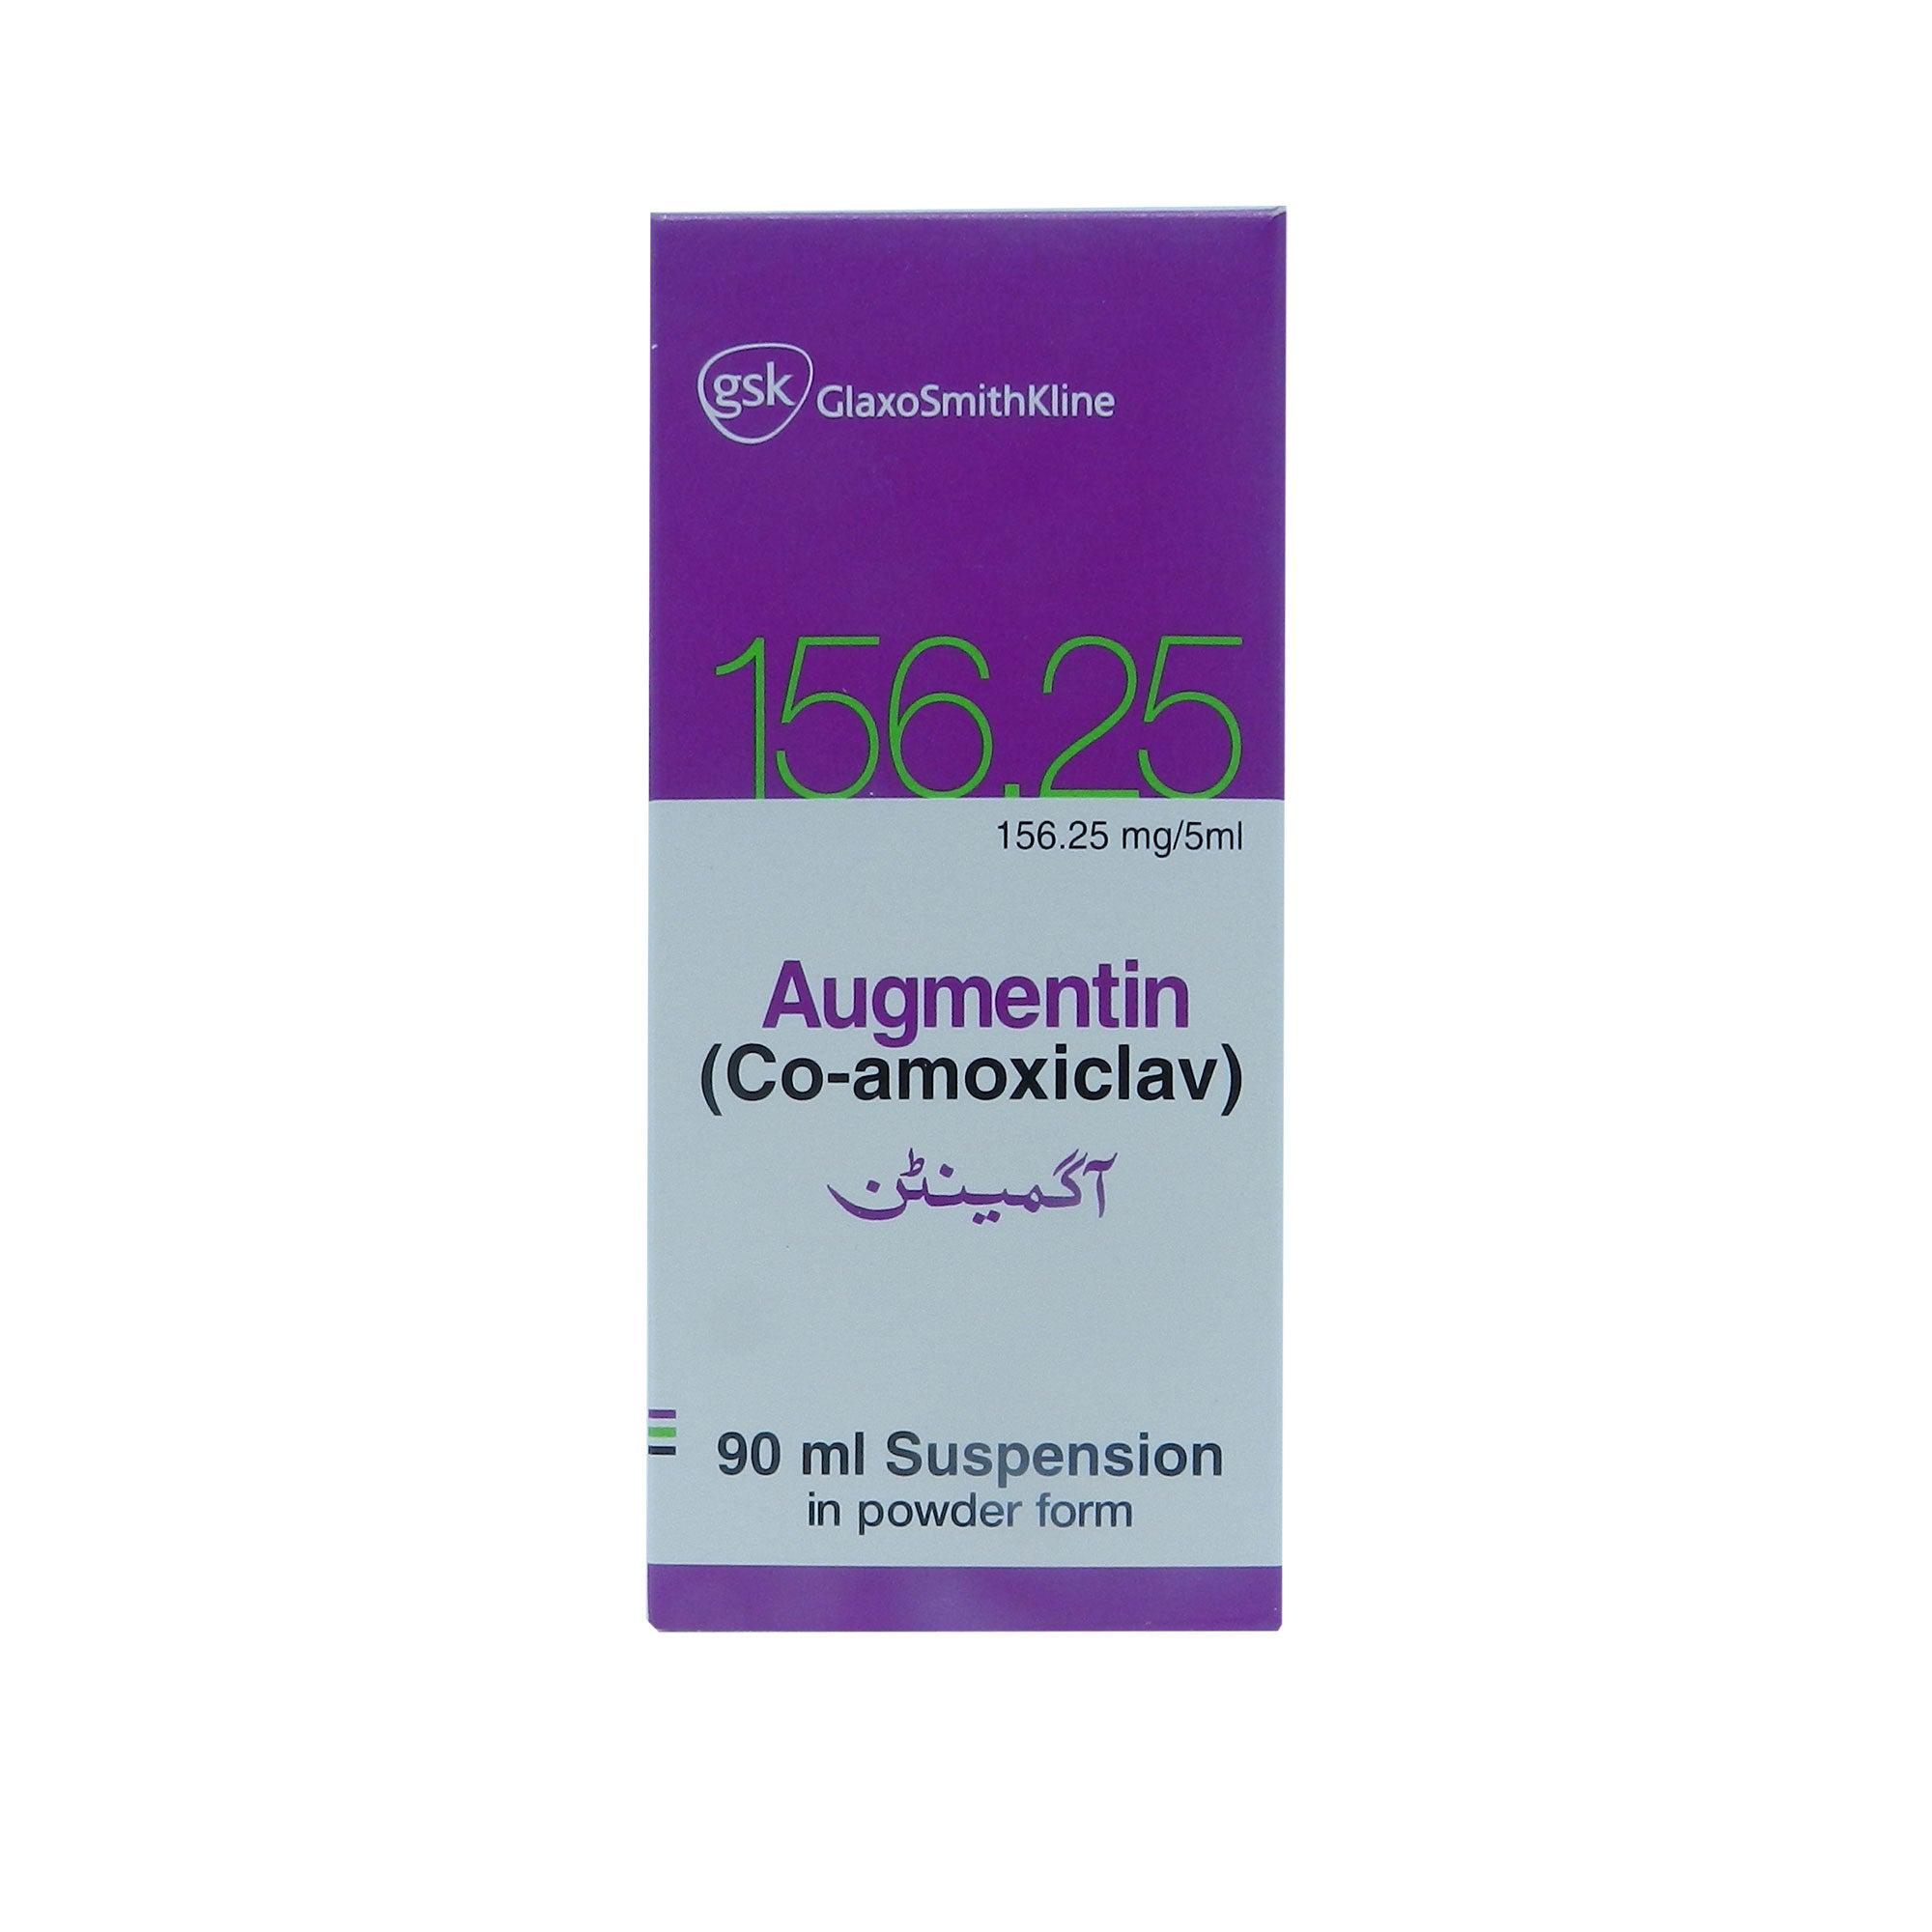 gsk GlaxoSmithKline
156.25
156.25 mg/5ml
Augmentin
(Co-amoxiclav)
آگمینٹن
90 ml Suspension
in powder form